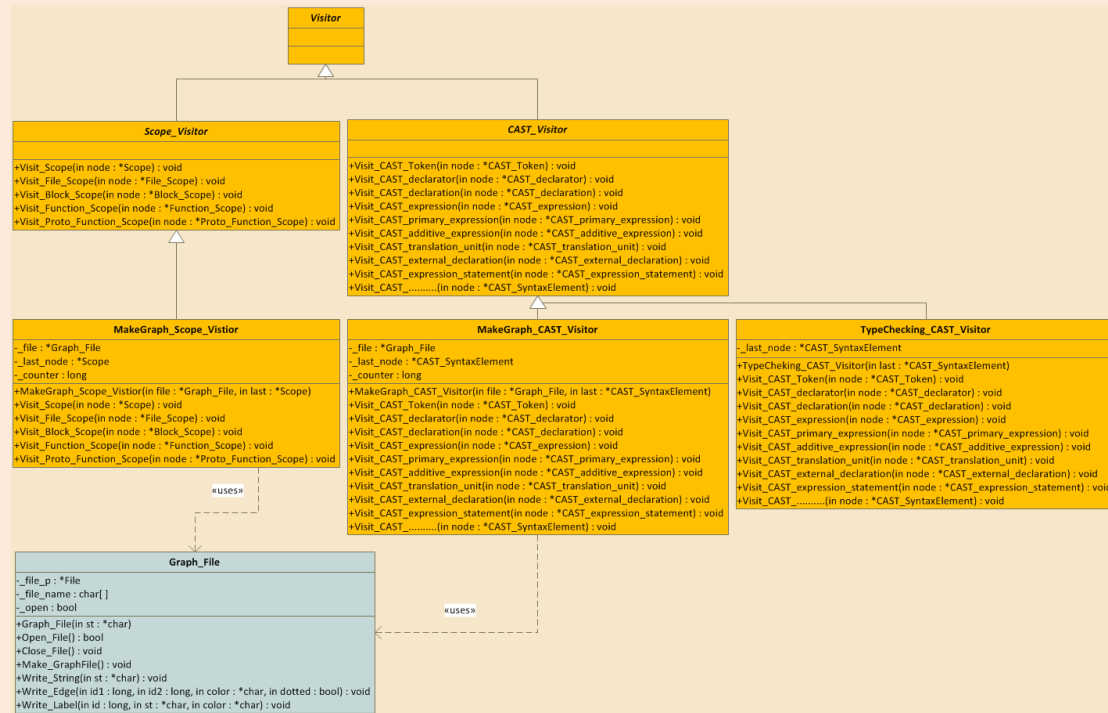 Visitor
Scope_Visitor
+Visit_Scope(in node : *Scope) : void
+Visit_File_Scope(in node : *File_Scope) : void
+Visit_Block_Scope(in node : *Block_Scope) : void
+Visit_Function_Scope(in node : *Function_Scope) : void
+Visit_Proto_Function_Scope(in node : *Proto_Function_Scope) : void
CAST_Visitor
+Visit_CAST_Token(in node : *CAST_Token) : void
+Visit_CAST_declarator(in node : *CAST_declarator) : void
+Visit_CAST_declaration(in node : *CAST_declaration) : void
+Visit_CAST_expression(in node : *CAST_expression) : void
+Visit_CAST_primary_expression(in node : *CAST_primary_expression) : void
+Visit_CAST_additive_expression(in node : *CAST_additive_expression) : void
+Visit_CAST_translation_unit(in node : *CAST_translation_unit) : void
+Visit_CAST_external_declaration(in node : *CAST_external_declaration) : void
+Visit_CAST_expression_statement(in node : *CAST_expression_statement) : void
+Visit_CAST_..........(in node : *CAST_SyntaxElement) : void
MakeGraph_Scope_Vistior
-_file : *Graph_File
-_last_node : *Scope
-_counter : long
+MakeGraph_Scope_Vistior(in file : *Graph_File, in last : *Scope)
+Visit_Scope(in node : *Scope) : void
+Visit_File_Scope(in node : *File_Scope) : void
+Visit_Block_Scope(in node : *Block_Scope) : void
+Visit_Function_Scope(in node : *Function_Scope) : void
+Visit_Proto_Function_Scope(in node : *Proto_Function_Scope) : void
MakeGraph_CAST_Visitor
-_file : *Graph_File
-_last_node : *CAST_SyntaxElement
-_counter : long
+MakeGraph_CAST_Visitor(in file : *Graph_File, in last : *CAST_SyntaxElement)
+Visit_CAST_Token(in node : *CAST_Token) : void
+Visit_CAST_declarator(in node : *CAST_declarator) : void
+Visit_CAST_declaration(in node : *CAST_declaration) : void
+Visit_CAST_expression(in node : *CAST_expression) : void
+Visit_CAST_primary_expression(in node : *CAST_primary_expression) : void
+Visit_CAST_additive_expression(in node : *CAST_additive_expression) : void
+Visit_CAST_translation_unit(in node : *CAST_translation_unit) : void
+Visit_CAST_external_declaration(in node : *CAST_external_declaration) : void
+Visit_CAST_expression_statement(in node : *CAST_expression_statement) : void
+Visit_CAST_..........(in node : *CAST_SyntaxElement) : void
TypeChecking_CAST_Visitor
-_last_node : *CAST_SyntaxElement
+TypeCheking_CAST_Visitor(in last : *CAST_SyntaxElement)
+Visit_CAST_Token(in node : *CAST_Token) : void
+Visit_CAST_declarator(in node : *CAST_declarator) : void
+Visit_CAST_declaration(in node : *CAST_declaration) : void
+Visit_CAST_expression(in node : *CAST_expression) : void
+Visit_CAST_primary_expression(in node : *CAST_primary_expression) : void
+Visit_CAST_additive_expression(in node : *CAST_additive_expression) : void
+Visit_CAST_translation_unit(in node : *CAST_translation_unit) : void
+Visit_CAST_external_declaration(in node : *CAST_external_declaration) : void
+Visit_CAST_expression_statement(in node : *CAST_expression_statement) : void
+Visit_CAST_..........(in node : *CAST_SyntaxElement) : void
«uses»
«uses»
Graph_File
-_file_p : *File
-_file_name : char[ ]
-_open : bool
+Graph_File(in st : *char)
+Open_File() : bool
+Close_File() : void
+Make_GraphFile() : void
+Write_String(in st : *char) : void
+Write_Edge(in id1 : long, in id2 : long, in color : *char, in dotted : bool) : void
+Write_Label(in id : long, in st : *char, in color : *char) : void